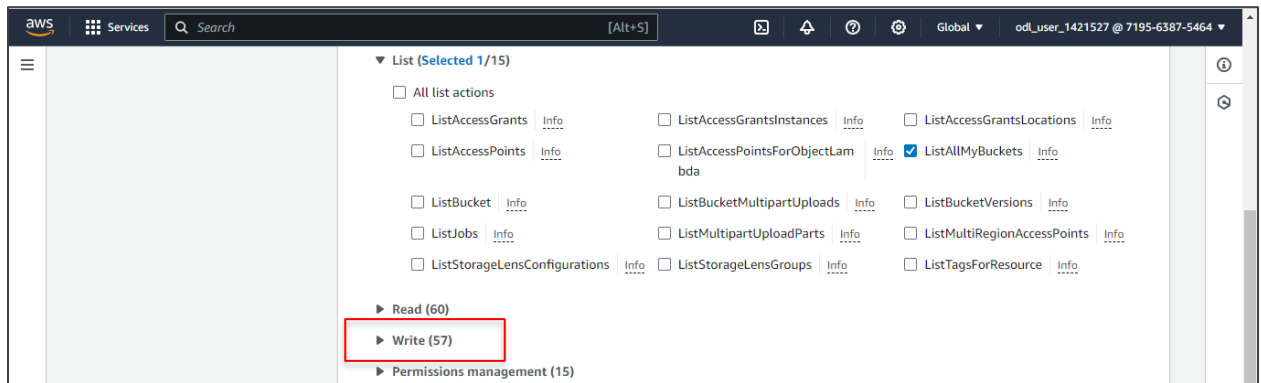 aws Services Search [Alt+S] Global odl_user_1421527 @ 7195-6387-5464
List (Selected 1/15)
All list actions
ListAccessGrants Info ListAccessGrantsInstances Info ListAccessGrantsLocations Info
ListAccessPoints Info ListAccessPointsForObjectLam Info ListAllMyBuckets Info
bda
ListBucket Info ListBucketMultipartUploads Info ListBucketVersions Info
ListJobs Info ListMultipartUploadParts Info ListMultiRegionAccessPoints Info
ListStorageLensConfigurations Info ListStorageLensGroups Info ListTagsForResource Info
Read (60)
Write (57)
Permissions management (15)